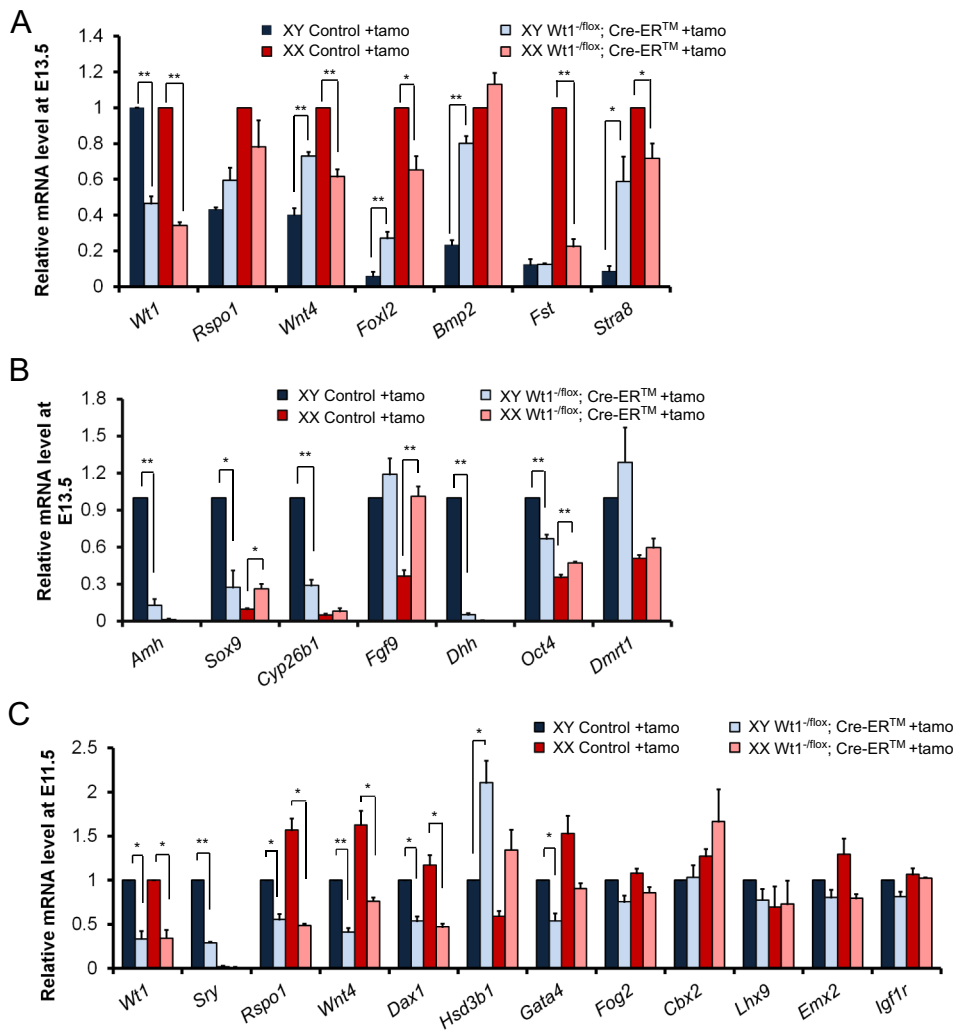 A
XY Control +tamo
XY Wt1-/flox; Cre-ERTM +tamo
XX Control +tamo
XX Wt1-/flox; Cre-ERTM +tamo
Relative mRNA level at E13.5
1.4
1.2
1
0.8
0.6
0.4
0.2
0
** ** ** ** ** * ** ** * *
Wt1 Rspo1 Wnt4 Foxl2 Bmp2 Fst Stra8
B
XY Control +tamo
XY Wt1-/flox; Cre-ERTM +tamo
XX Control +tamo
XX Wt1-/flox; Cre-ERTM +tamo
Relative mRNA level at
E13.5
1.8
1.5
1.2
0.9
0.6
0.3
0
** * * ** ** ** ** **
Amh Sox9 Cyp26b1 Fgf9 Dhh Oct4 Dmrt1
C
XY Control +tamo
XY Wt1-/flox; Cre-ERTM +tamo
XX Control +tamo
XX Wt1-/flox; Cre-ERTM +tamo
Relative mRNA level at E11.5
2.5
2
1.5
1
0.5
0
* * ** * * ** * * * * *
Wt1 Sry Rspo1 Wnt4 Dax1 Hsd3b1 Gata4 Fog2 Cbx2 Lhx9 Emx2 Igf1r